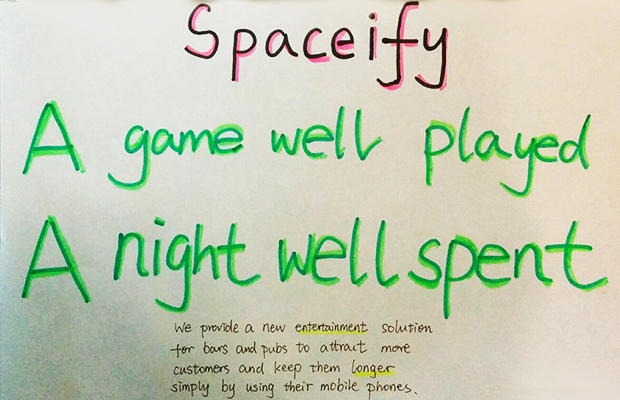 Spaceify
A game well played
A night well spent
We provide a new entertainment solution
for bars and pubs to attract more
customers and keep them longer
simply by using their mobile phones.